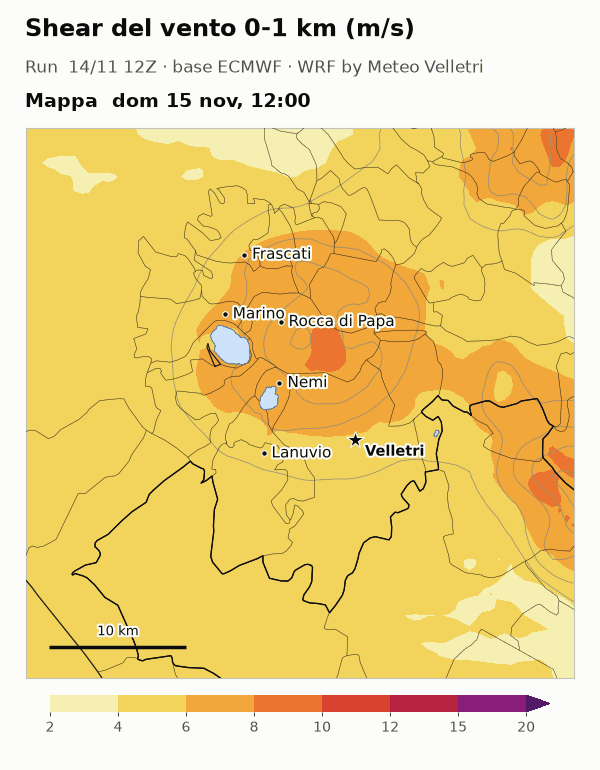 Shear del vento 0-1 km (m/s)
Run  14/11 12Z · base ECMWF · WRF by Meteo Velletri
Mappa  dom 15 nov, 12:00
Frascati
Marino
Rocca di Papa
Nemi
Velletri
Lanuvio
10 km
2 4 6 8 10 12 15 20